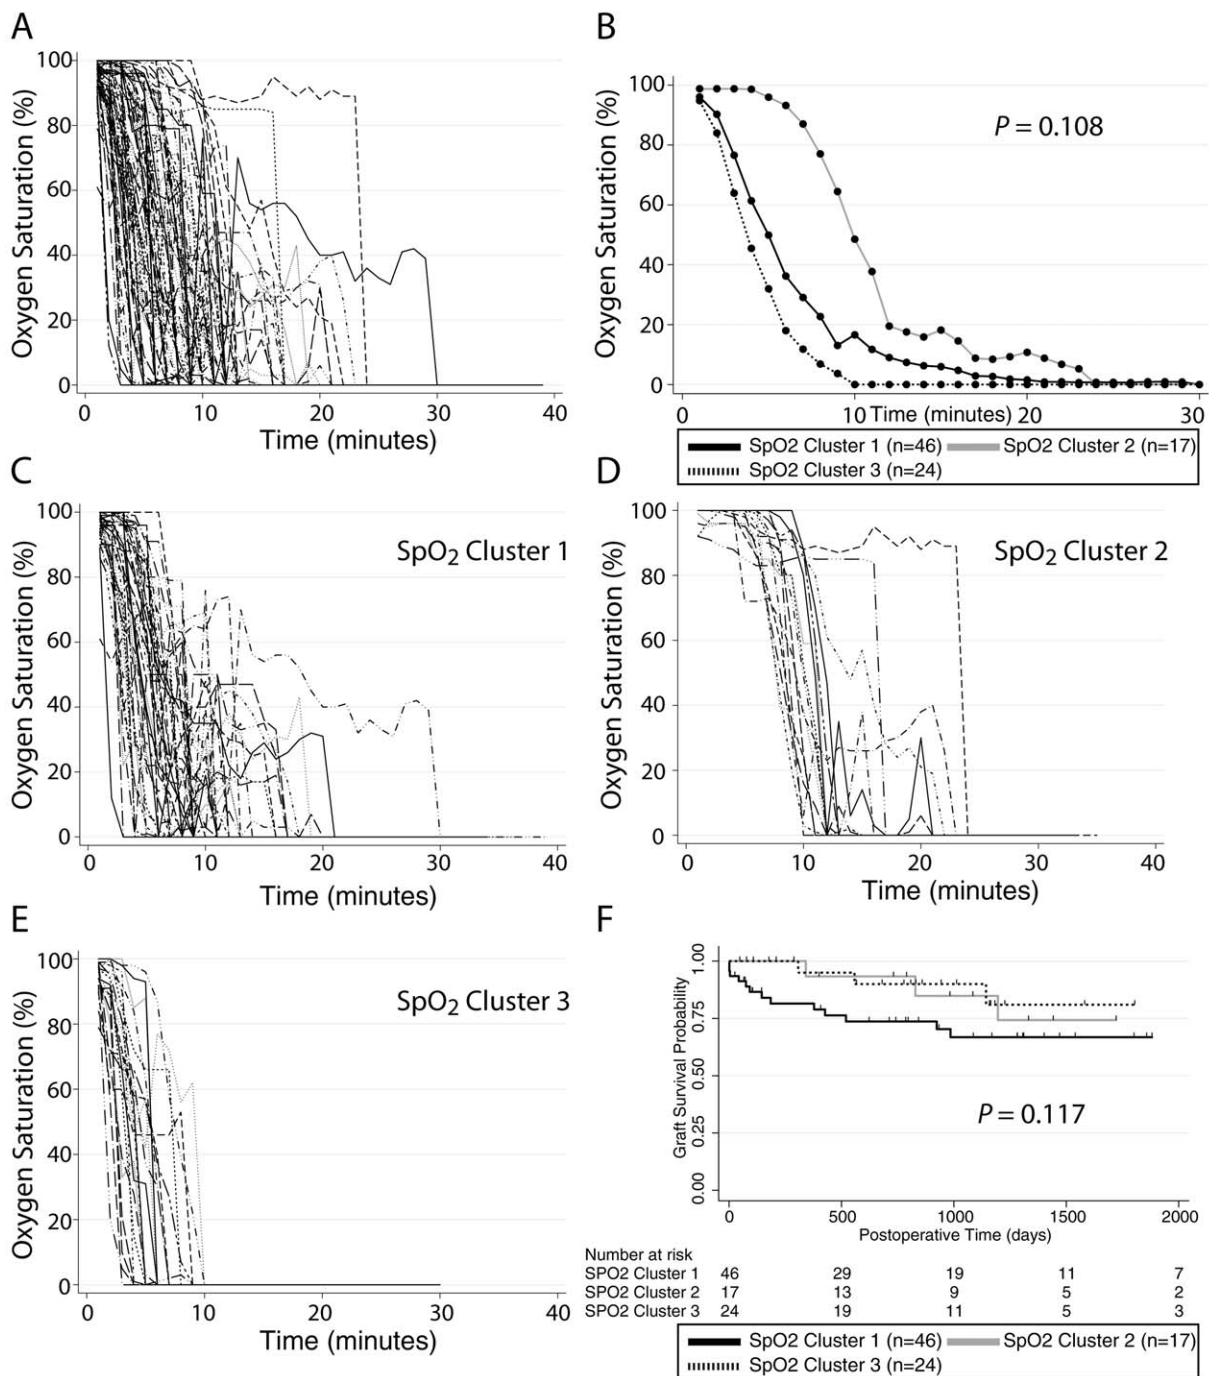 A
Oxygen Saturation (%)
100
80
60
40
20
0
0 10 20 30 40
Time (minutes)
B
Oxygen Saturation (%)
100
80
60
40
20
0
P = 0.108
0 10 20 30
Time (minutes)
SpO2 Cluster 1 (n=46) SpO2 Cluster 2 (n=17)
SpO2 Cluster 3 (n=24)
C
Oxygen Saturation (%)
100
80
60
40
20
0
SpO₂ Cluster 1
0 10 20 30 40
Time (minutes)
D
Oxygen Saturation (%)
100
80
60
40
20
0
SpO₂ Cluster 2
0 10 20 30 40
Time (minutes)
E
Oxygen Saturation (%)
100
80
60
40
20
0
SpO₂ Cluster 3
0 10 20 30 40
Time (minutes)
F
Graft Survival Probability
1.00
0.75
0.50
0.25
0.00
P = 0.117
0 500 1000 1500 2000
Postoperative Time (days)
Number at risk
SPO2 Cluster 1 46 29 19 11 7
SPO2 Cluster 2 17 13 9 5 2
SPO2 Cluster 3 24 19 11 5 3
SpO2 Cluster 1 (n=46) SpO2 Cluster 2 (n=17)
SpO2 Cluster 3 (n=24)